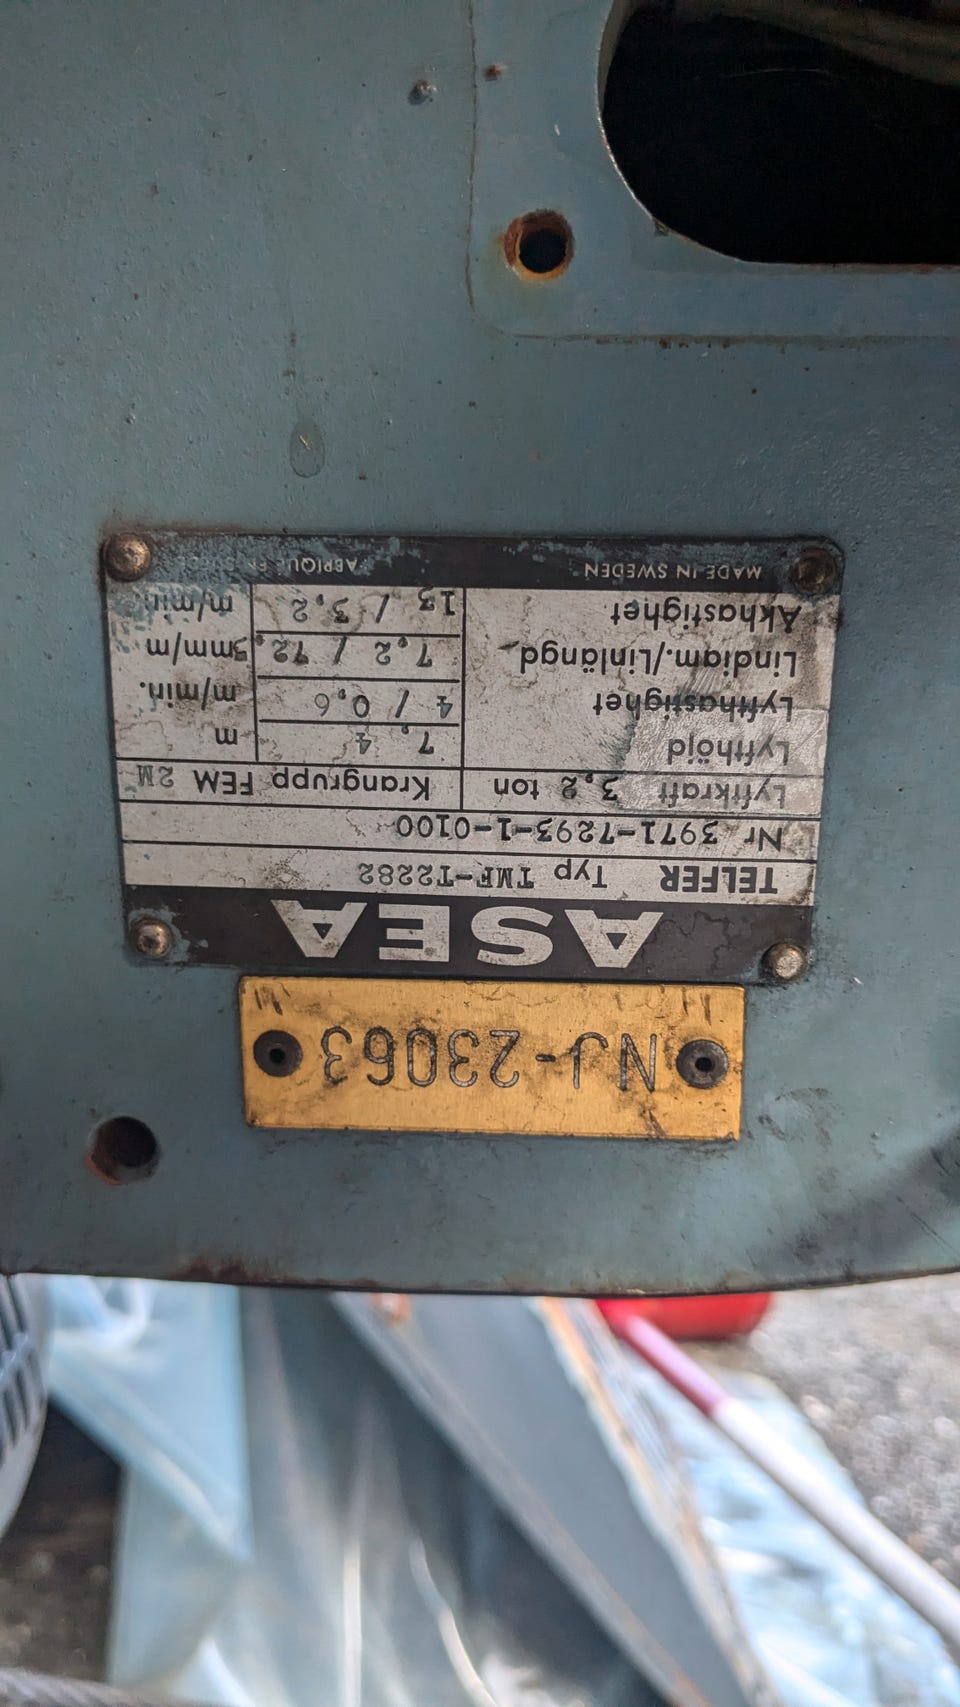 NJ-23063
ASEA
TELFER Typ TMF-T2282
Nr 3971-7293-1-0100
Lyftkraft 3,2 ton Krangrupp FEM 2M
Lyfthöjd 7,4 m
Lyfthastighet 4 / 0,6 m/min.
Lindiam./Linlängd 7,2 / 12,5mm/m
Åkhastighet 13 / 3,2 m/min.
MADE IN SWEDEN